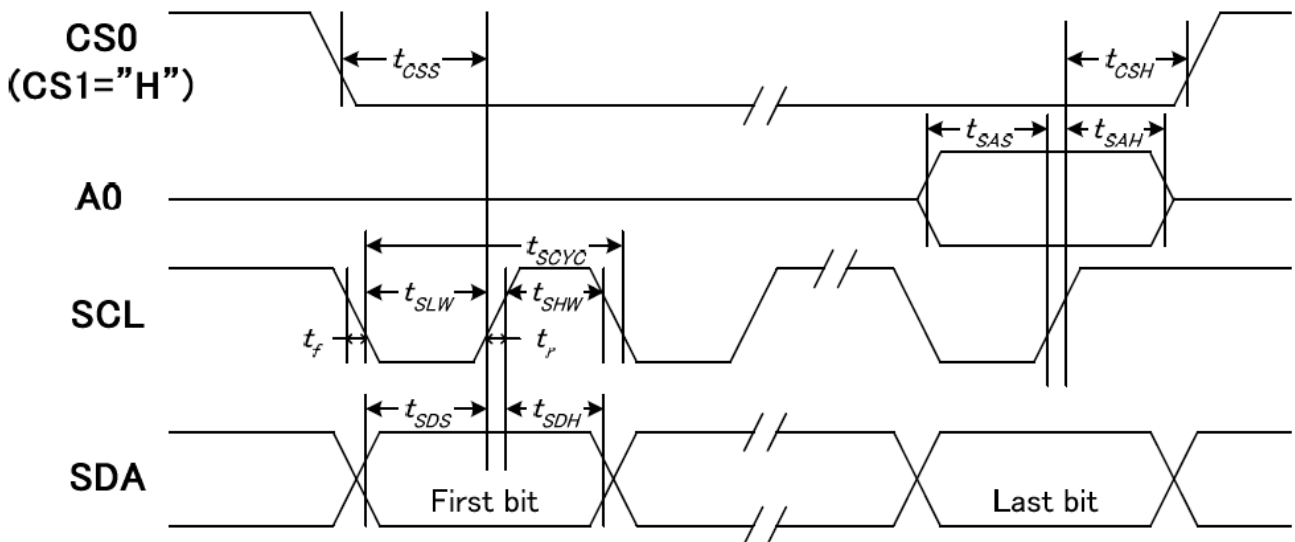 CS0
(CS1="H")
tCSS
tCSH
tSAS
tSAH
A0
tSCYC
SCL
tSLW
tSHW
tf
tr
tSDS
tSDH
SDA
First bit
Last bit